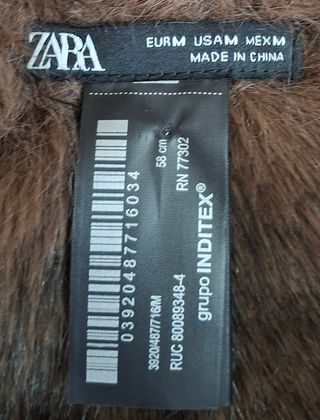 ZARA
EUR M USA M MEX M
MADE IN CHINA
03920487716034
58 cm
RN 77302
3920/487/716/M
RUC 80089348-4
grupo INDITEX®